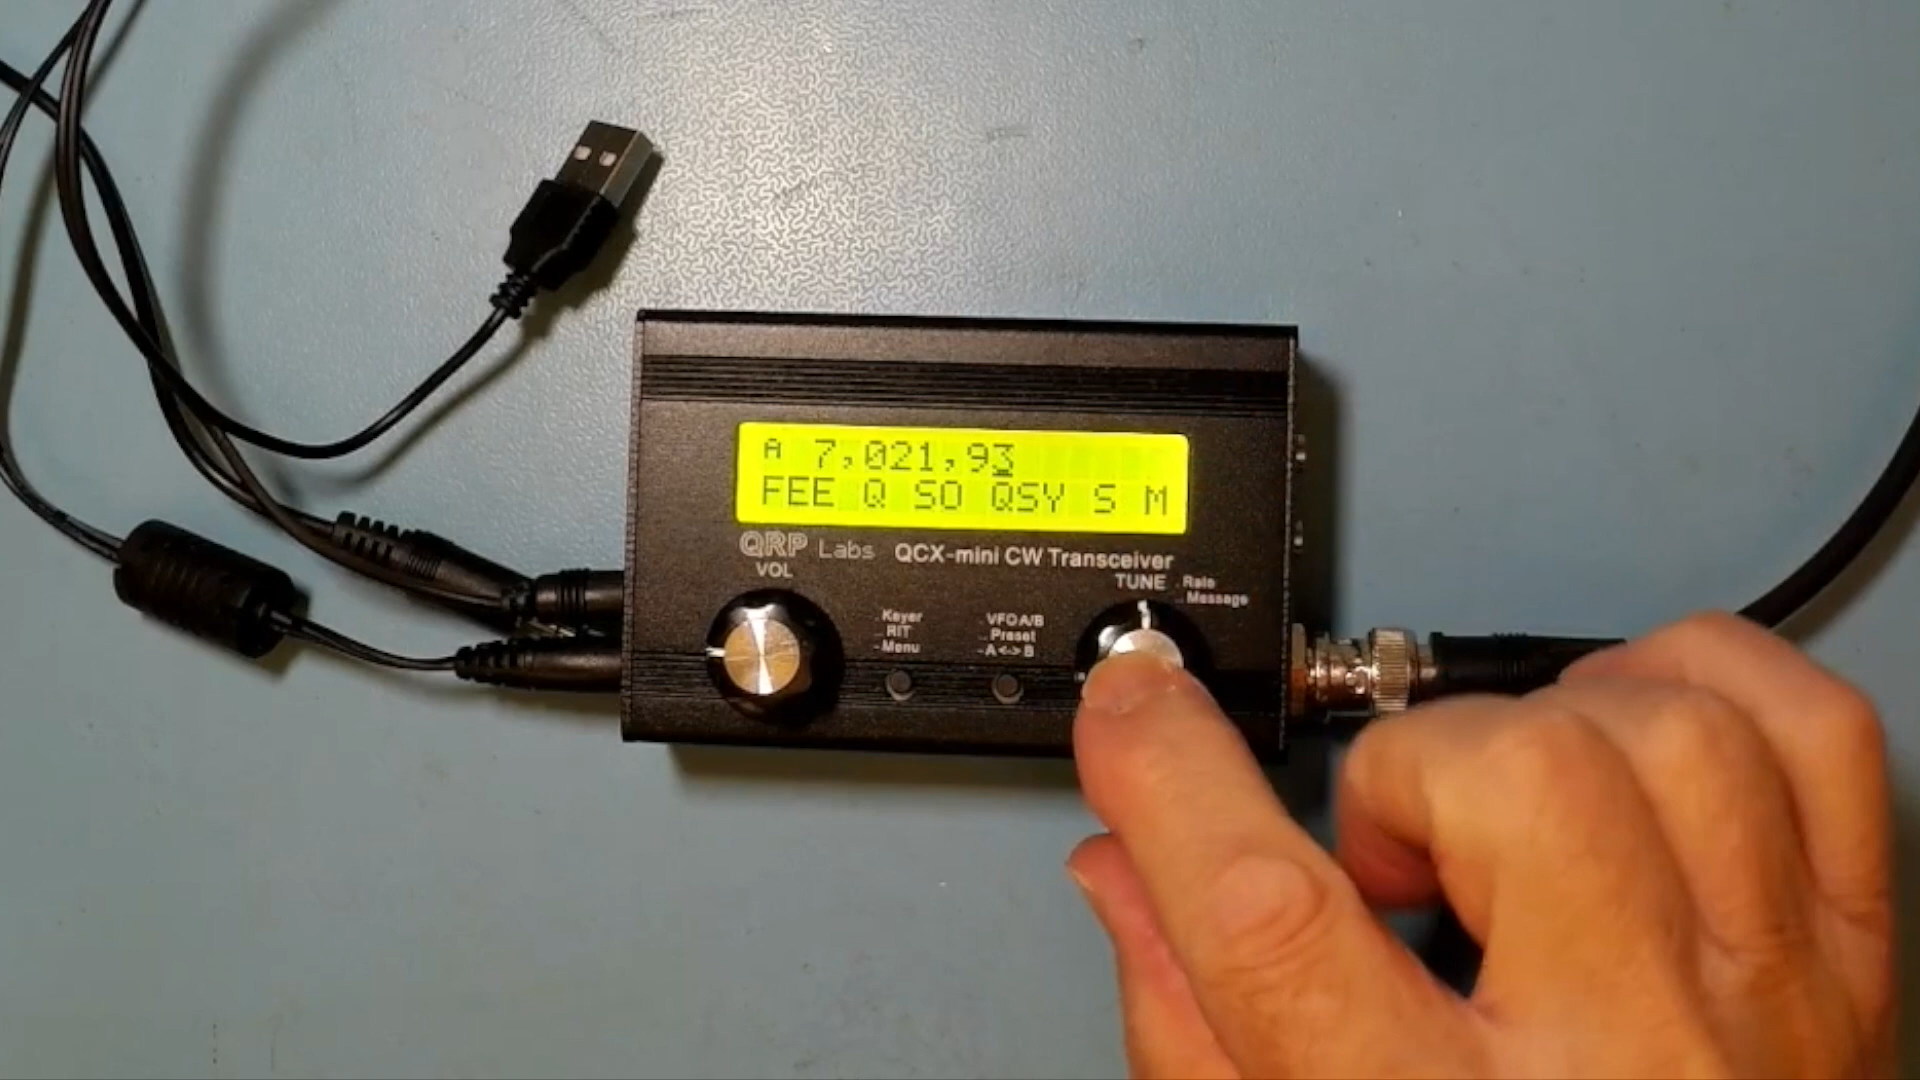 A 7,021,93
FEE Q SO QSY S M
QRP Labs QCX-mini CW Transceiver
VOL
TUNE
Rate
Message
Keyer
RIT
Menu
VFO A/B
Preset
A<->B